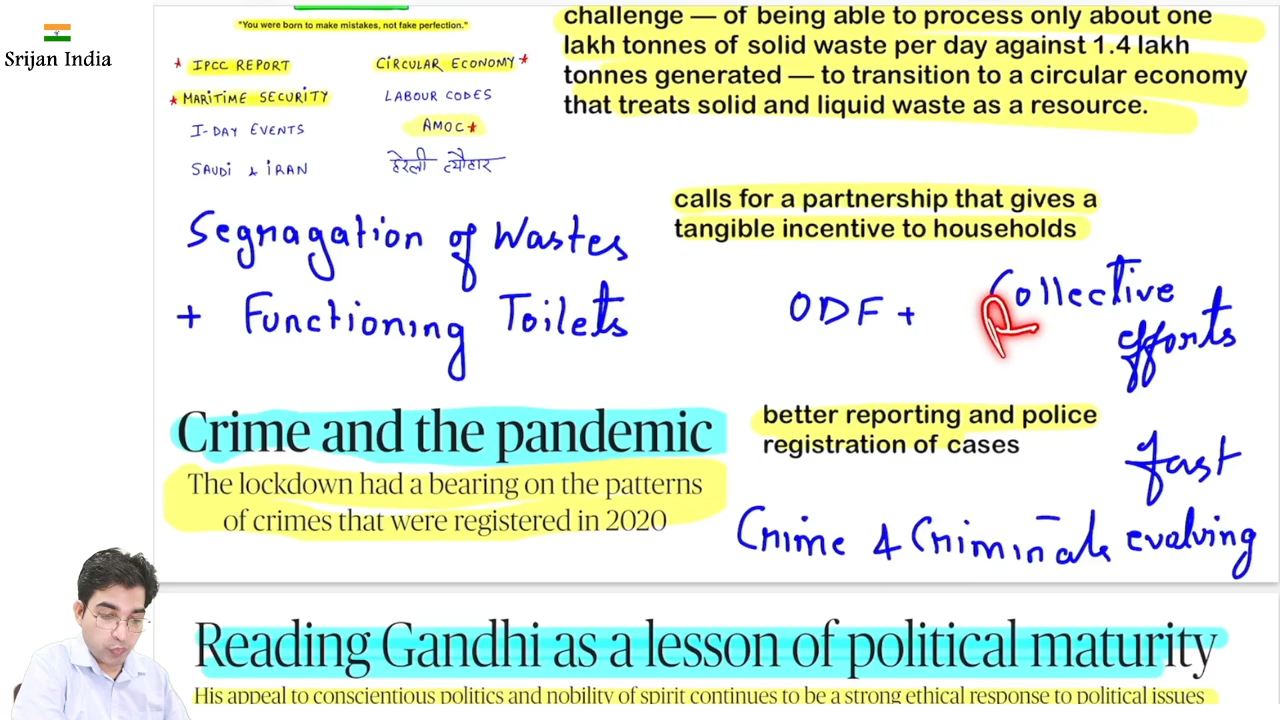 Srijan India
"You were born to make mistakes, not fake perfection."
* IPCC REPORT
CIRCULAR ECONOMY *
* MARITIME SECURITY
LABOUR CODES
I-DAY EVENTS
AMOC *
SAUDI & IRAN
हरेली त्यौहार
challenge — of being able to process only about one
lakh tonnes of solid waste per day against 1.4 lakh
tonnes generated — to transition to a circular economy
that treats solid and liquid waste as a resource.
calls for a partnership that gives a
tangible incentive to households
Segragation of Wastes
+ Functioning Toilets
ODF +
Collective
efforts
Crime and the pandemic
The lockdown had a bearing on the patterns
of crimes that were registered in 2020
better reporting and police
registration of cases
fast
Crime & Criminals evolving
Reading Gandhi as a lesson of political maturity
His appeal to conscientious politics and nobility of spirit continues to be a strong ethical response to political issues